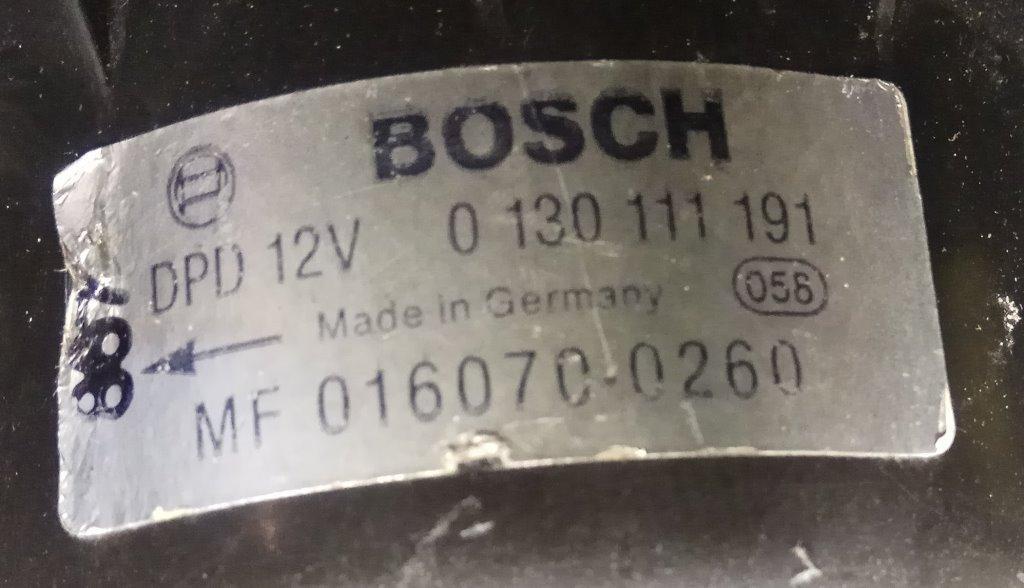 BOSCH
DPD 12V 0 130 111 191
Made in Germany 056
MF 016070-0260